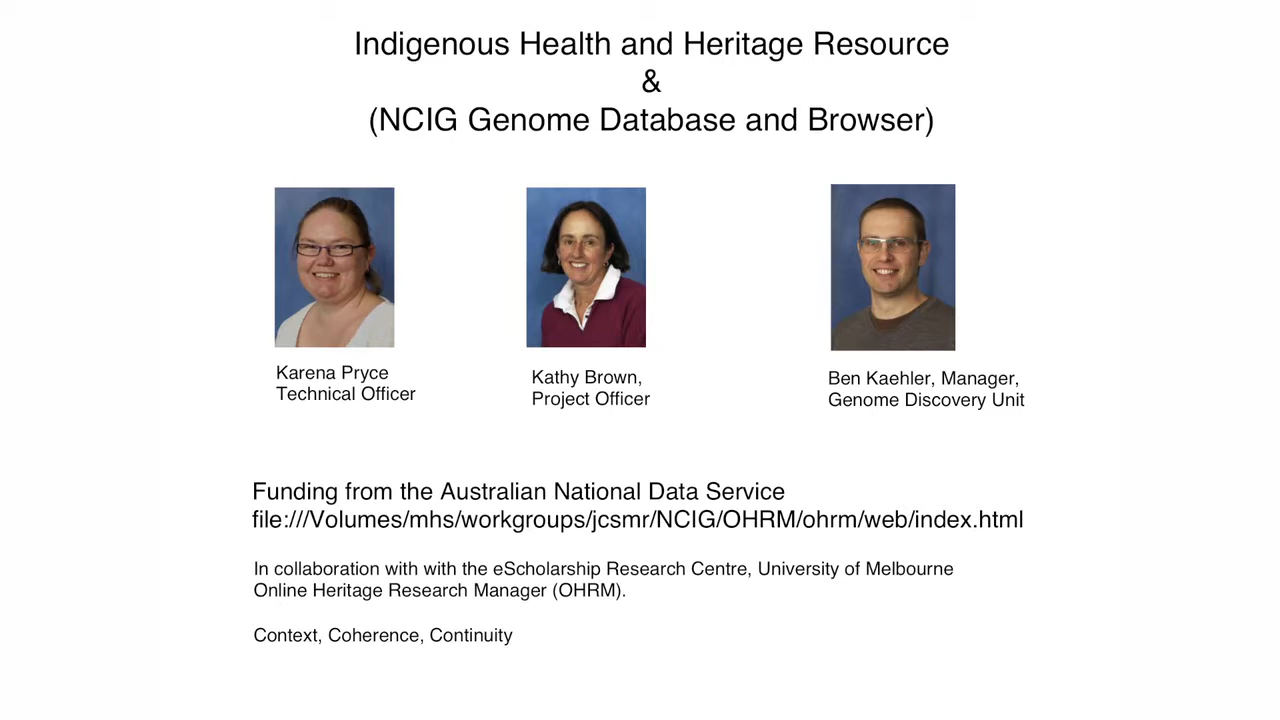 Indigenous Health and Heritage Resource
&
(NCIG Genome Database and Browser)
Karena Pryce
Technical Officer
Kathy Brown,
Project Officer
Ben Kaehler, Manager,
Genome Discovery Unit
Funding from the Australian National Data Service
file:///Volumes/mhs/workgroups/jcsmr/NCIG/OHRM/ohrm/web/index.html
In collaboration with with the eScholarship Research Centre, University of Melbourne
Online Heritage Research Manager (OHRM).
Context, Coherence, Continuity